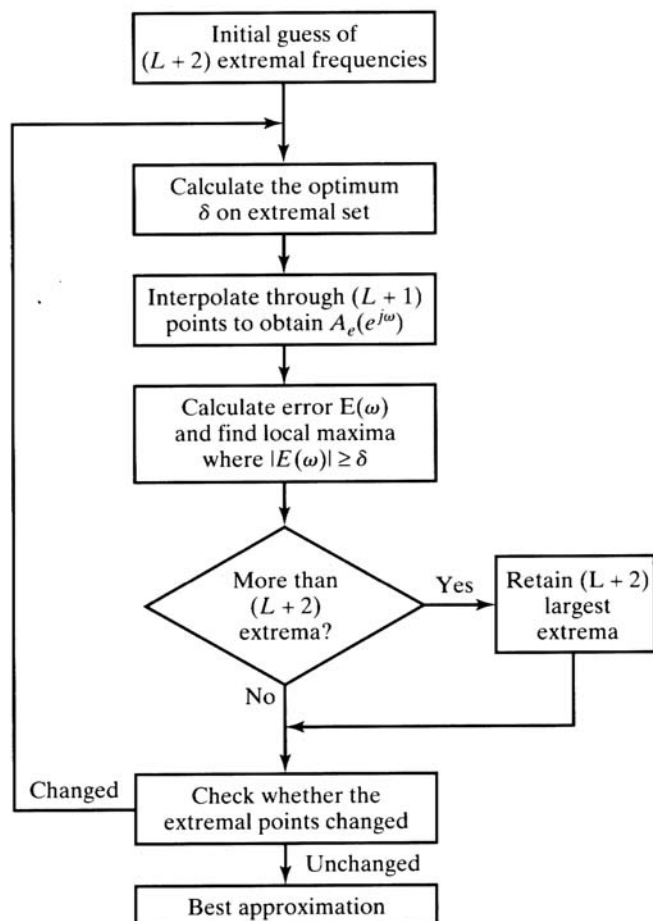 Initial guess of
(L + 2) extremal frequencies
Calculate the optimum
δ on extremal set
Interpolate through (L + 1)
points to obtain A_e(e^{jω})
Calculate error E(ω)
and find local maxima
where |E(ω)| ≥ δ
More than
(L + 2)
extrema?
Yes
Retain (L + 2)
largest
extrema
No
Changed
Check whether the
extremal points changed
Unchanged
Best approximation